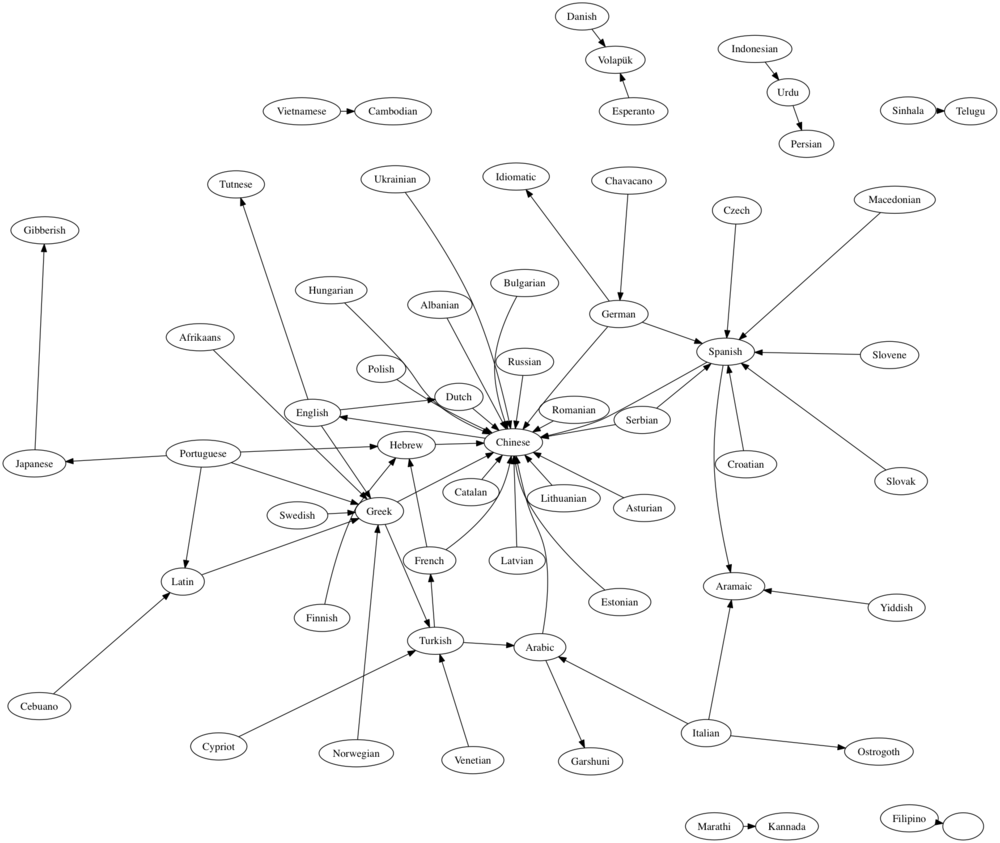 Danish
Volapük
Indonesian
Urdu
Esperanto
Vietnamese
Cambodian
Sinhala
Telugu
Persian
Tutnese
Ukrainian
Idiomatic
Chavacano
Czech
Macedonian
Gibberish
Hungarian
Albanian
Bulgarian
German
Afrikaans
Polish
Russian
Spanish
Slovene
English
Dutch
Romanian
Serbian
Japanese
Portuguese
Hebrew
Chinese
Croatian
Slovak
Catalan
Lithuanian
Asturian
Swedish
Greek
Latin
French
Latvian
Aramaic
Yiddish
Finnish
Estonian
Turkish
Arabic
Cebuano
Cypriot
Norwegian
Venetian
Garshuni
Italian
Ostrogoth
Marathi
Kannada
Filipino